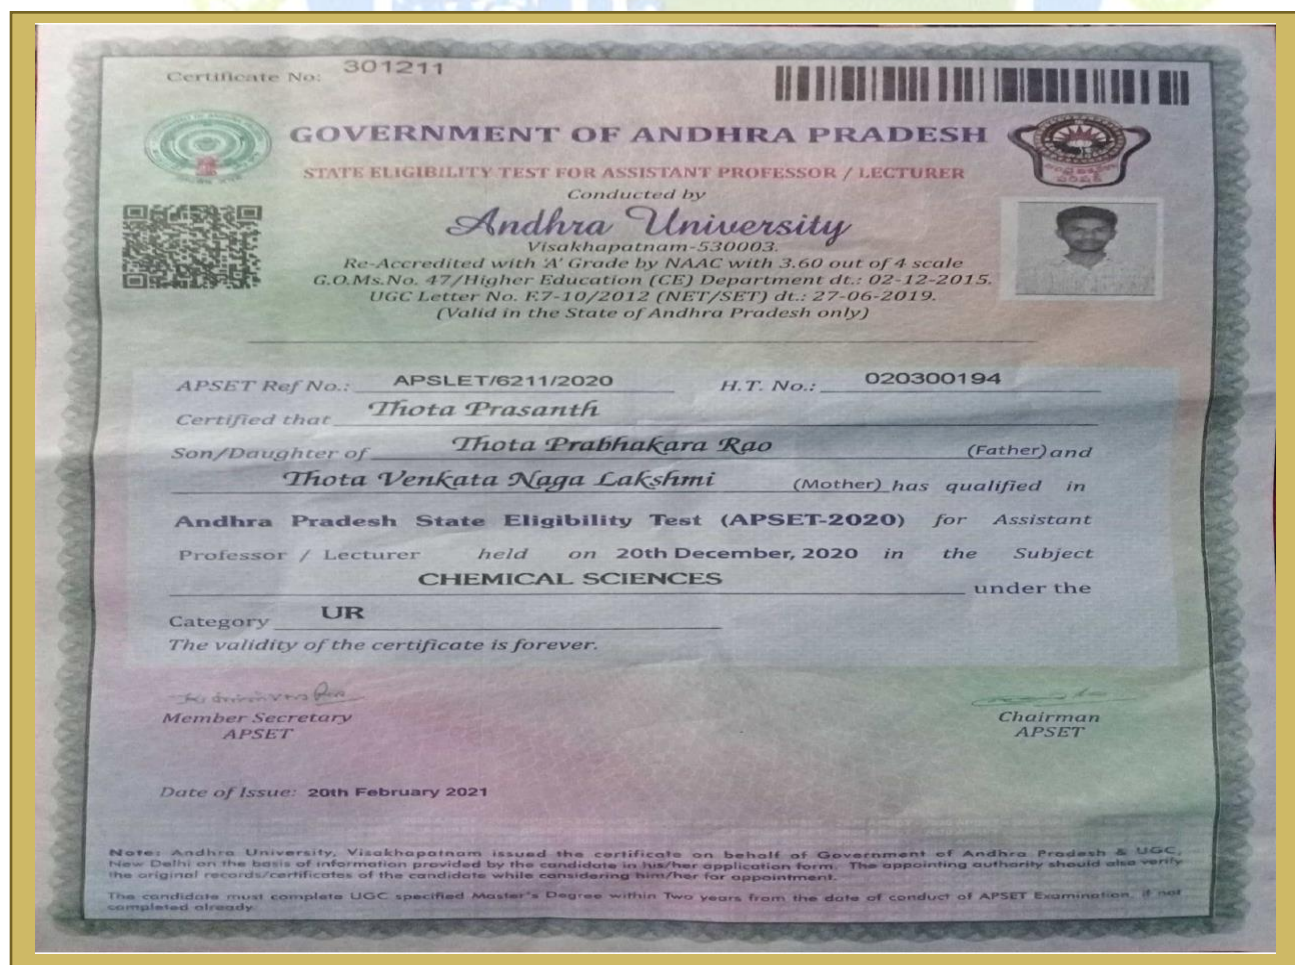 Certificate No: 301211
GOVERNMENT OF ANDHRA PRADESH
STATE ELIGIBILITY TEST FOR ASSISTANT PROFESSOR / LECTURER
Conducted by
Andhra University
Visakhapatnam-530003.
Re-Accredited with 'A' Grade by NAAC with 3.60 out of 4 scale
G.O.Ms.No. 47/Higher Education (CE) Department dt.: 02-12-2015.
UGC Letter No. F.7-10/2012 (NET/SET) dt.: 27-06-2019.
(Valid in the State of Andhra Pradesh only)
APSET Ref No.: APSLET/6211/2020 H.T. No.: 020300194
Certified that Thota Prasanth
Son/Daughter of Thota Prabhakara Rao (Father) and
Thota Venkata Naga Lakshmi (Mother) has qualified in
Andhra Pradesh State Eligibility Test (APSET-2020) for Assistant
Professor / Lecturer held on 20th December, 2020 in the Subject
CHEMICAL SCIENCES under the
Category UR
The validity of the certificate is forever.
Member Secretary
APSET
Chairman
APSET
Date of Issue: 20th February 2021
Note: Andhra University, Visakhapatnam issued the certificate on behalf of Government of Andhra Pradesh & UGC,
New Delhi on the basis of information provided by the candidate in his/her application form. The appointing authority should also verify
the original records/certificates of the candidate while considering him/her for appointment.
The candidate must complete UGC specified Master's Degree within Two years from the date of conduct of APSET Examination, if not
completed already.